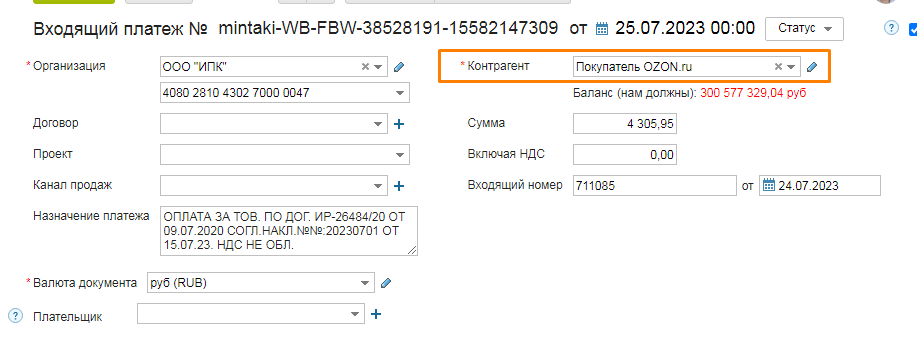 Входящий платеж № mintaki-WB-FBW-38528191-15582147309 от 25.07.2023 00:00 Статус
* Организация ООО "ИПК" * Контрагент Покупатель OZON.ru
4080 2810 4302 7000 0047 Баланс (нам должны): 300 577 329,04 руб
Договор Сумма 4 305,95
Проект Включая НДС 0,00
Канал продаж Входящий номер 711085 от 24.07.2023
Назначение платежа ОПЛАТА ЗА ТОВ. ПО ДОГ. ИР-26484/20 ОТ
09.07.2020 СОГЛ.НАКЛ.№№:20230701 ОТ
15.07.23. НДС НЕ ОБЛ.
* Валюта документа руб (RUB)
? Плательщик